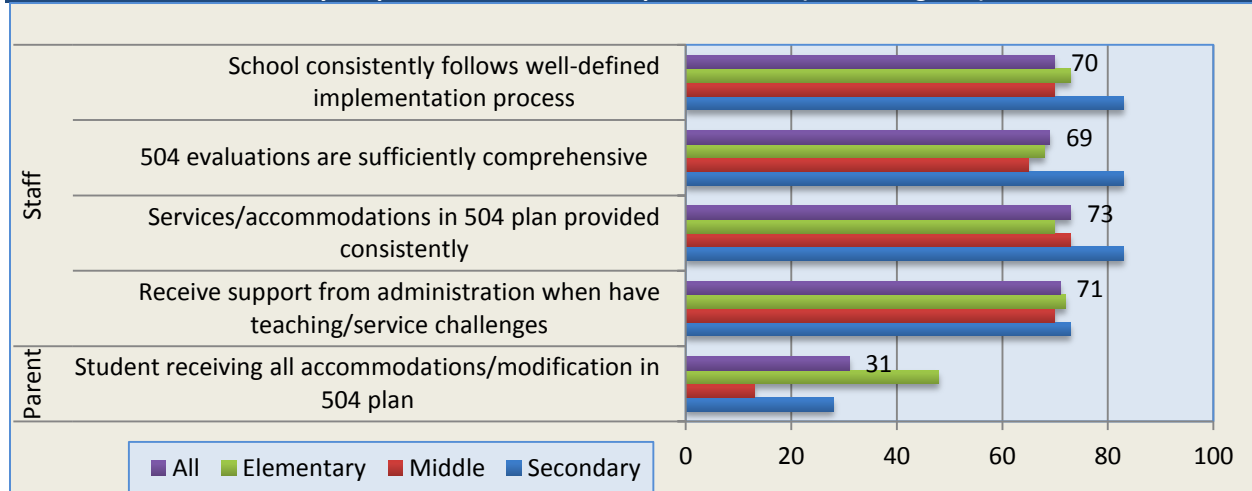 School consistently follows well-defined
implementation process
70
504 evaluations are sufficiently comprehensive
69
Staff
Services/accommodations in 504 plan provided
consistently
73
Receive support from administration when have
teaching/service challenges
71
Parent
Student receiving all accommodations/modification in
504 plan
31
All Elementary Middle Secondary
0 20 40 60 80 100